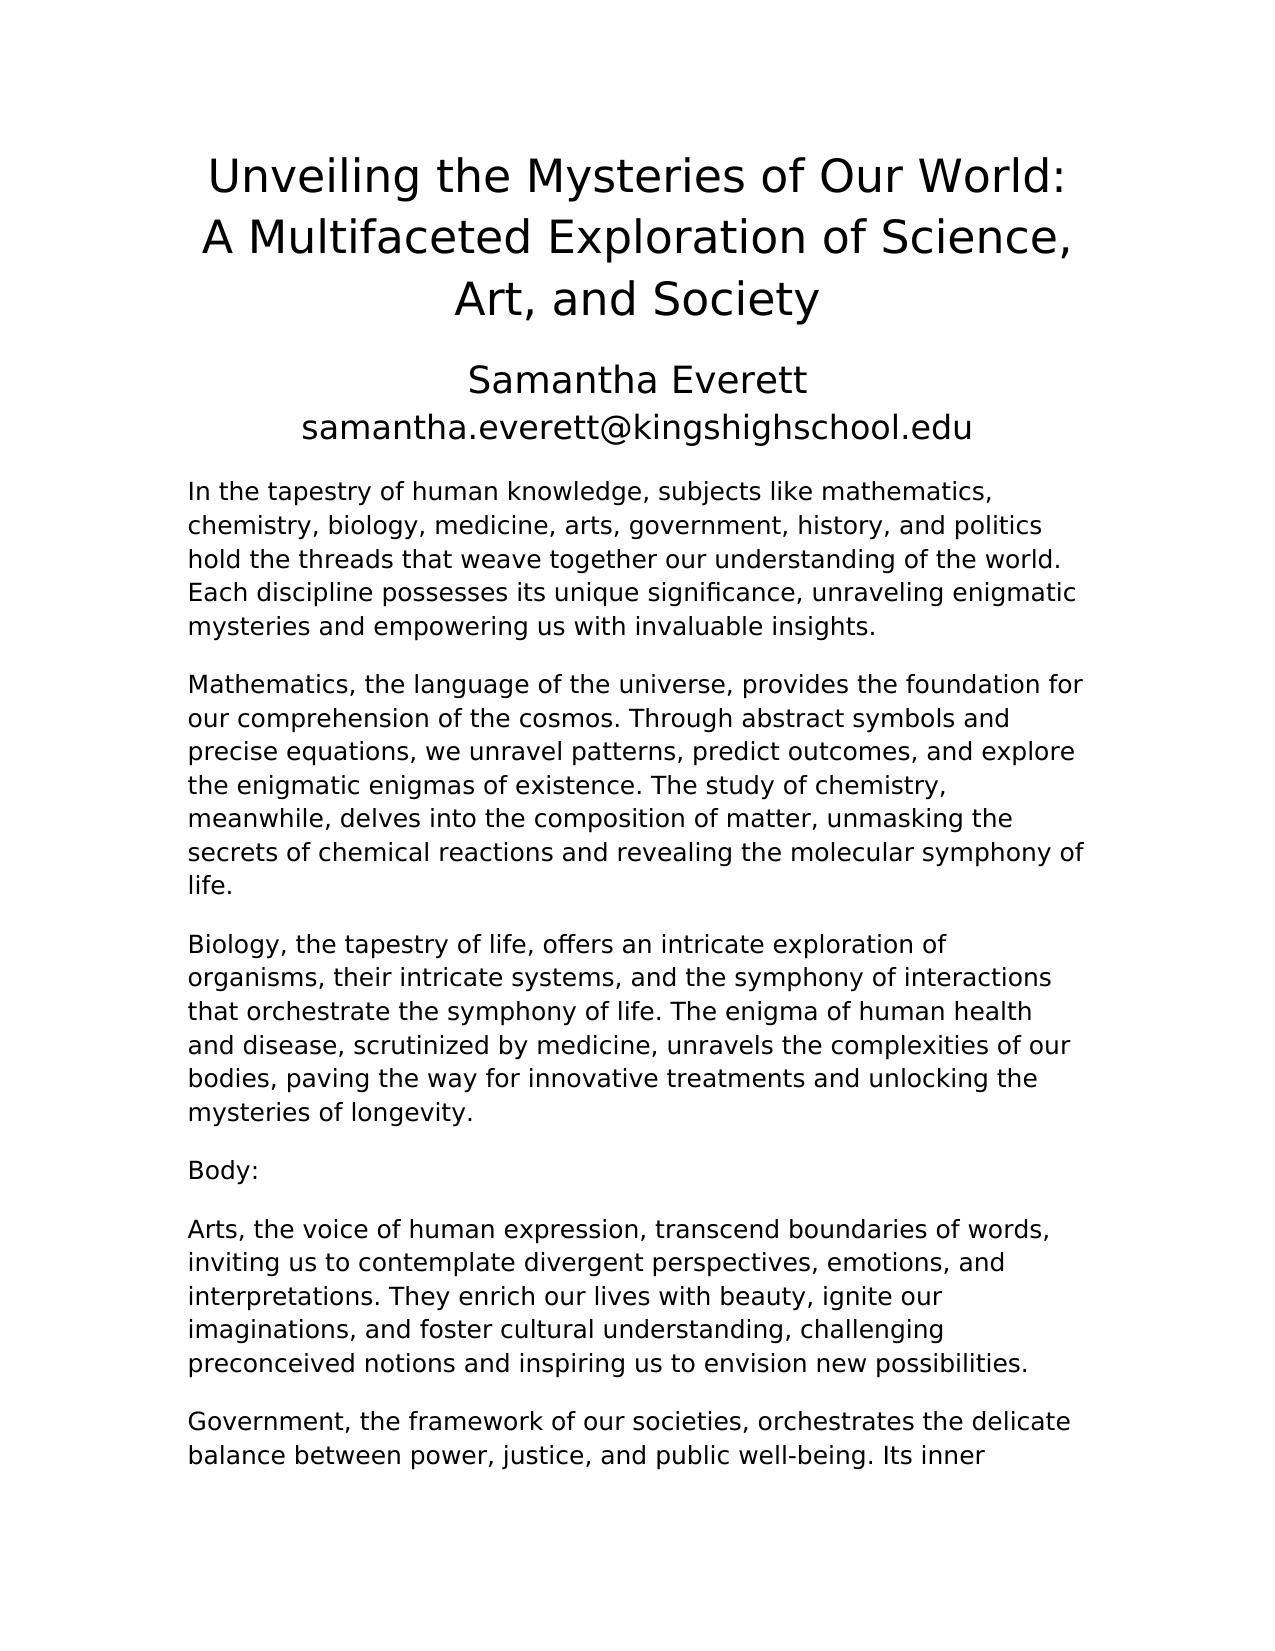 Unveiling the Mysteries of Our World:
A Multifaceted Exploration of Science,
Art, and Society
Samantha Everett
samantha.everett@kingshighschool.edu
In the tapestry of human knowledge, subjects like mathematics,
chemistry, biology, medicine, arts, government, history, and politics
hold the threads that weave together our understanding of the world.
Each discipline possesses its unique significance, unraveling enigmatic
mysteries and empowering us with invaluable insights.
Mathematics, the language of the universe, provides the foundation for
our comprehension of the cosmos. Through abstract symbols and
precise equations, we unravel patterns, predict outcomes, and explore
the enigmatic enigmas of existence. The study of chemistry,
meanwhile, delves into the composition of matter, unmasking the
secrets of chemical reactions and revealing the molecular symphony of
life.
Biology, the tapestry of life, offers an intricate exploration of
organisms, their intricate systems, and the symphony of interactions
that orchestrate the symphony of life. The enigma of human health
and disease, scrutinized by medicine, unravels the complexities of our
bodies, paving the way for innovative treatments and unlocking the
mysteries of longevity.
Body:
Arts, the voice of human expression, transcend boundaries of words,
inviting us to contemplate divergent perspectives, emotions, and
interpretations. They enrich our lives with beauty, ignite our
imaginations, and foster cultural understanding, challenging
preconceived notions and inspiring us to envision new possibilities.
Government, the framework of our societies, orchestrates the delicate
balance between power, justice, and public well-being. Its inner